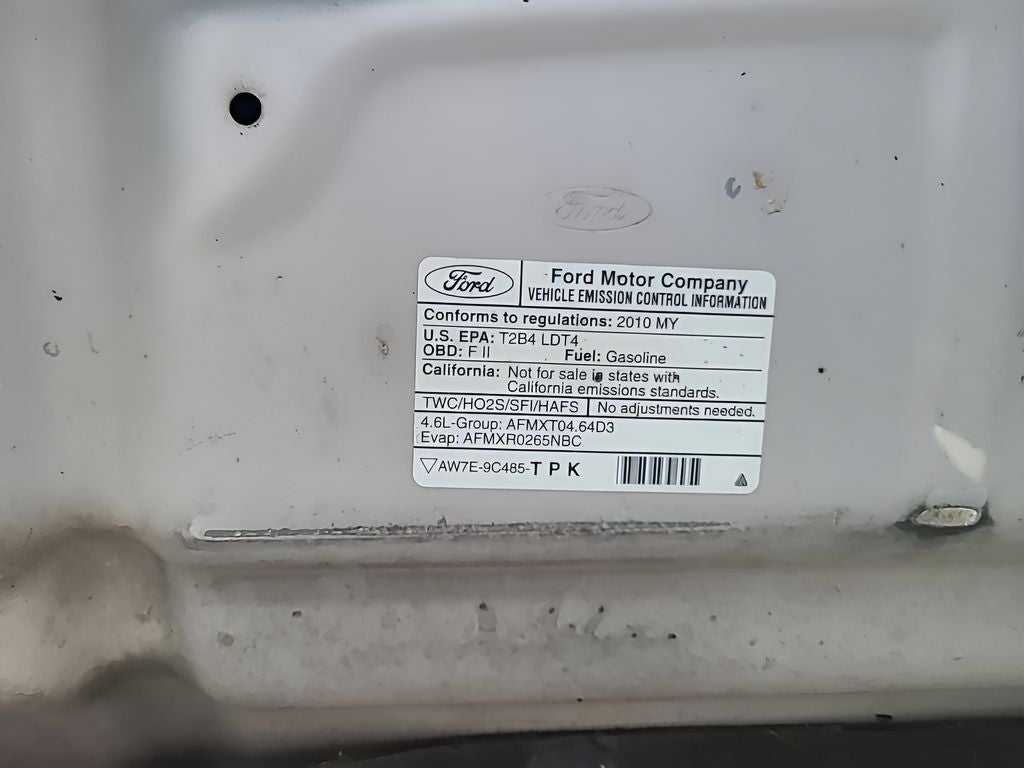 Ford
Ford
Ford Motor Company
VEHICLE EMISSION CONTROL INFORMATION
Conforms to regulations: 2010 MY
U.S. EPA: T2B4 LDT4
OBD: F II Fuel: Gasoline
California: Not for sale in states with
California emissions standards.
TWC/HO2S/SFI/HAFS No adjustments needed.
4.6L-Group: AFMXT04.64D3
Evap: AFMXR0265NBC
AW7E-9C485-TPK